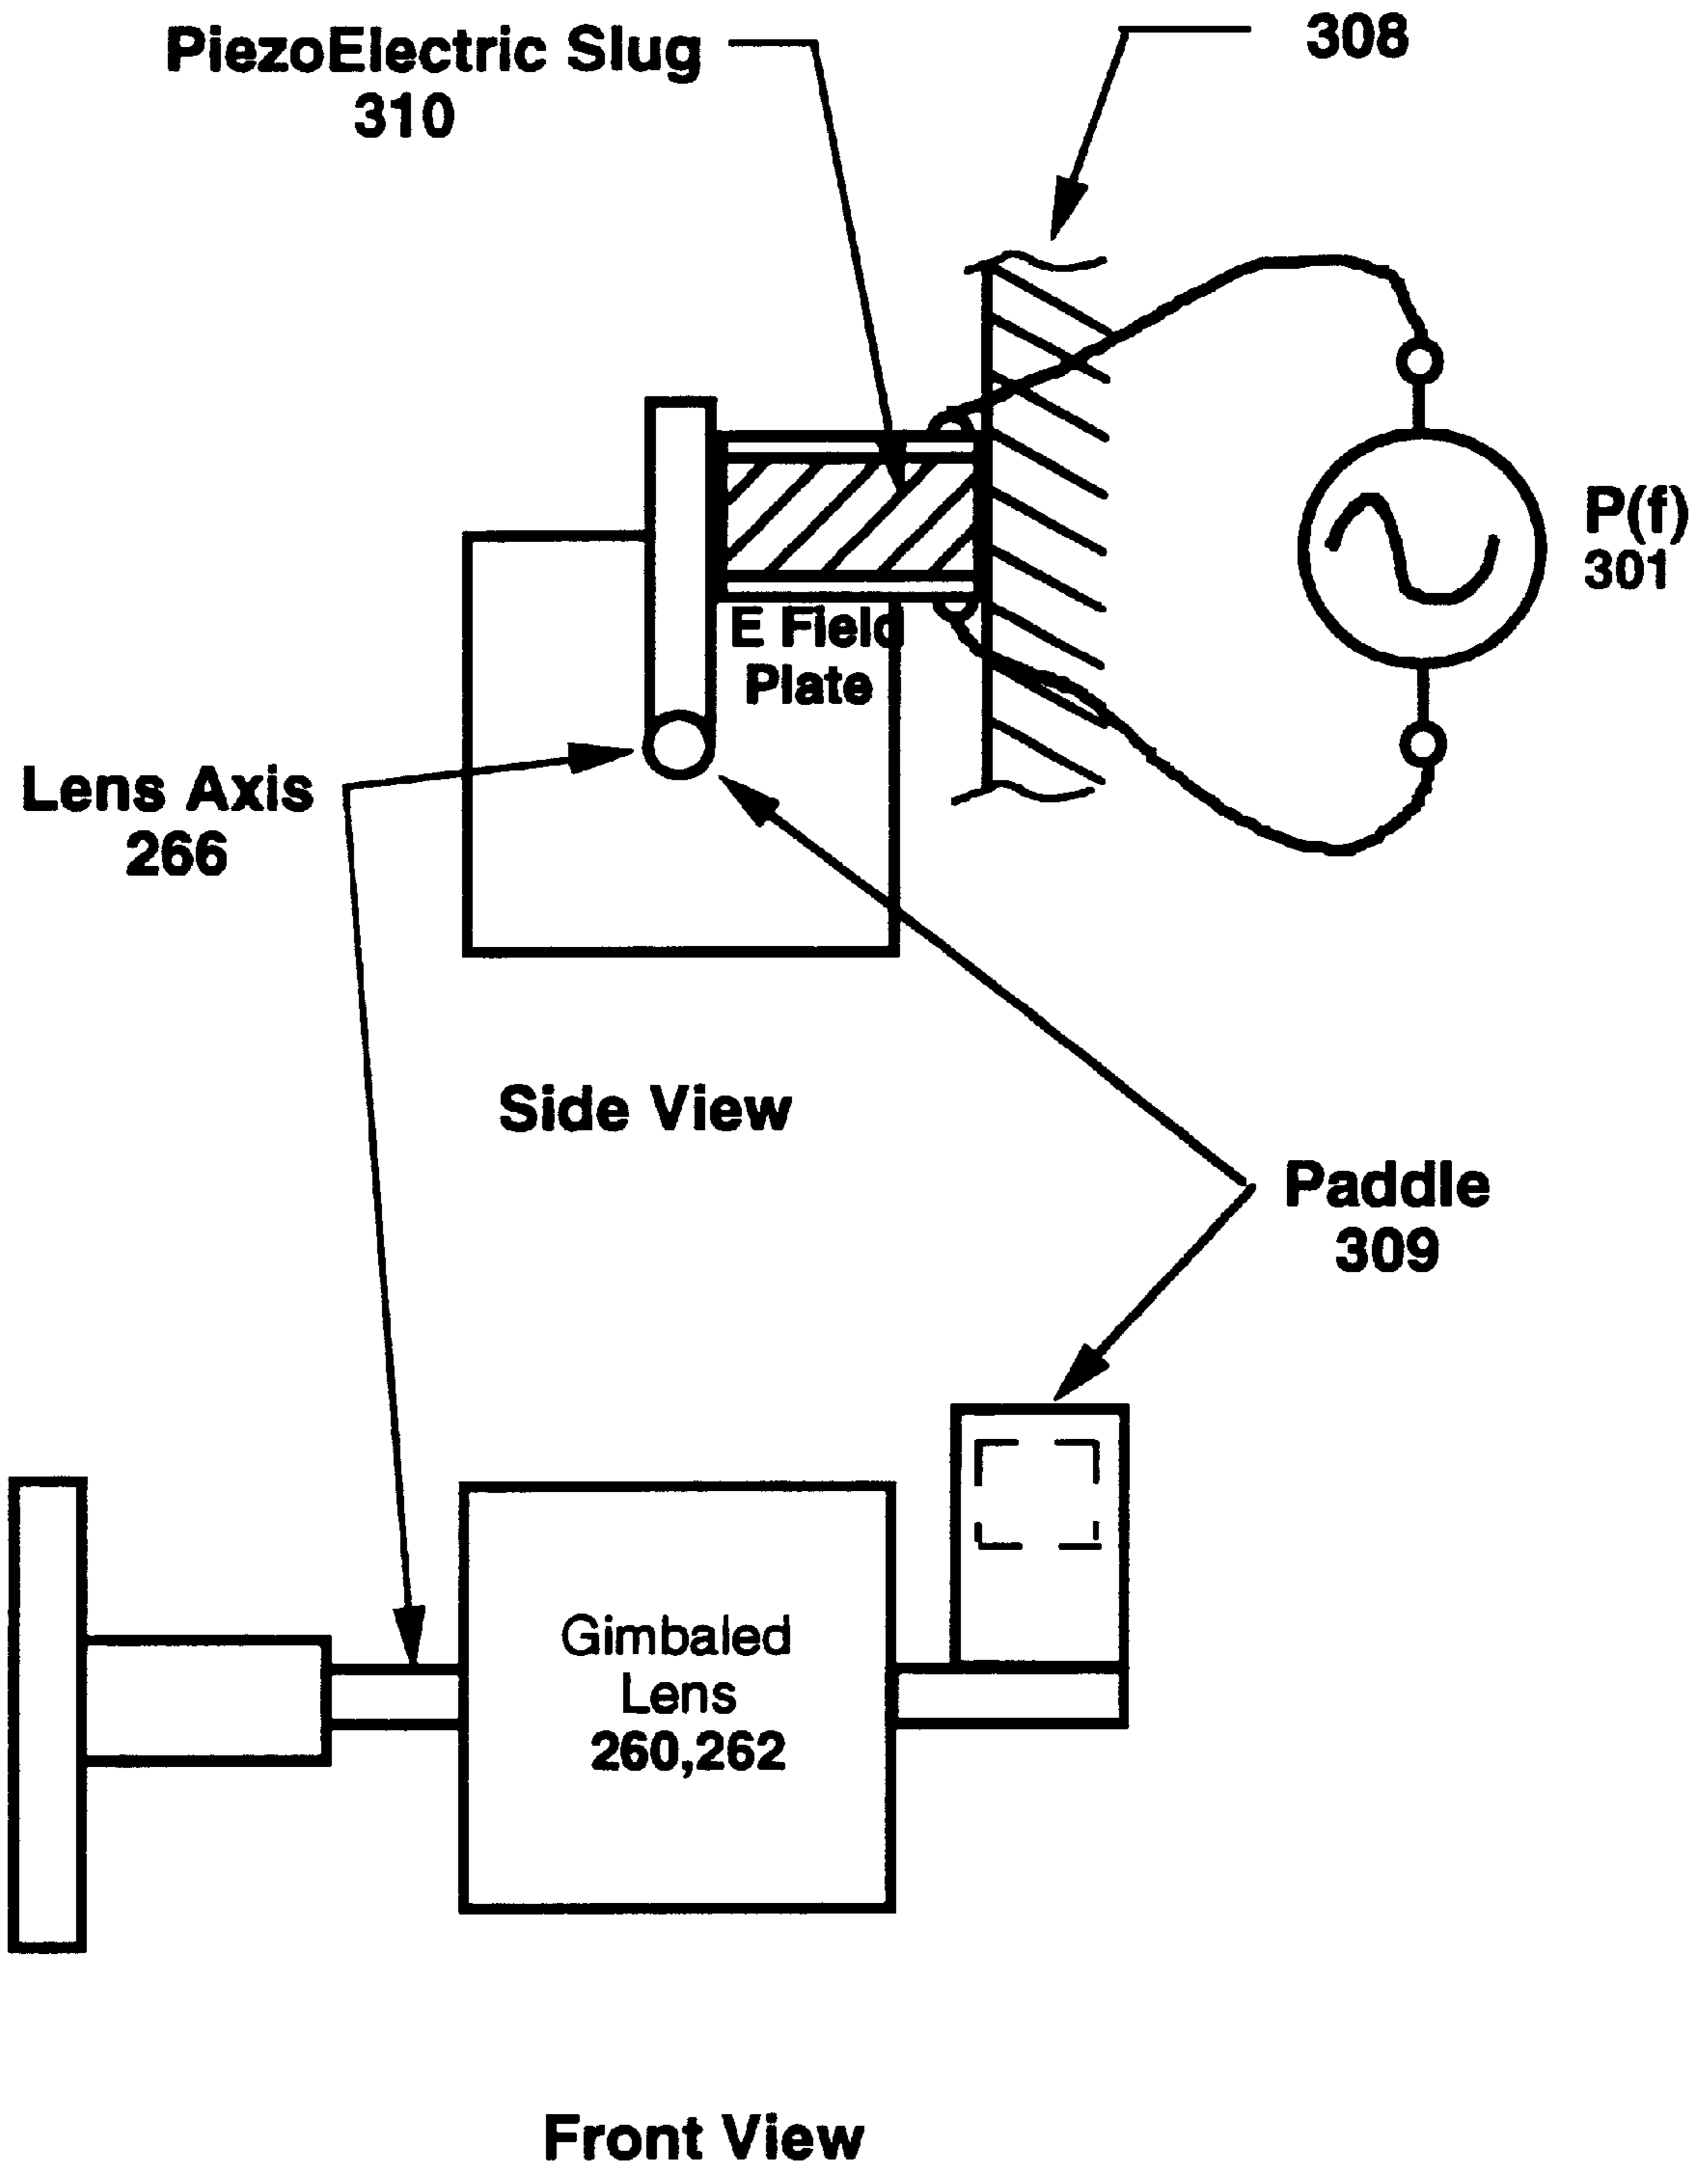 PiezoElectric Slug
310
308
P(f)
301
E Field
Plate
Lens Axis
266
Side View
Paddle
309
Gimbaled
Lens
260,262
Front View